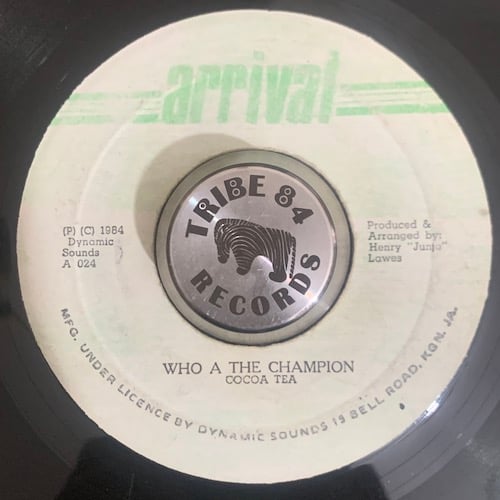 arrival
TRIBE 84
RECORDS
(P) (C) 1984
Dynamic
Sounds
A 024
Produced &
Arranged by:
Henry "Junjo"
Lawes
WHO A THE CHAMPION
COCOA TEA
MFG. UNDER LICENCE BY DYNAMIC SOUNDS 15 BELL ROAD, KGN. JA.